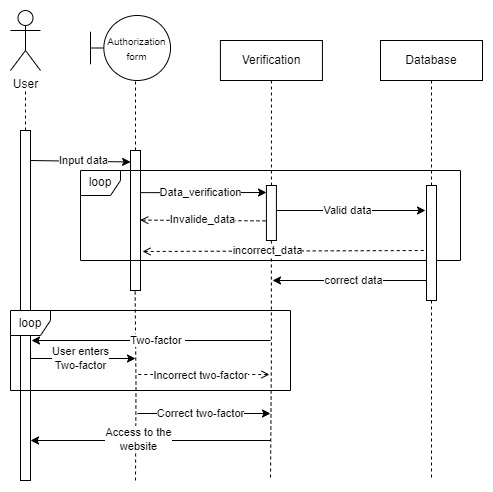 Authorization
form
Verification
Database
User
Input data
loop
Data_verification
Valid data
Invalide_data
incorrect_data
correct data
loop
Two-factor
User enters
Two-factor
Incorrect two-factor
Correct two-factor
Access to the
website